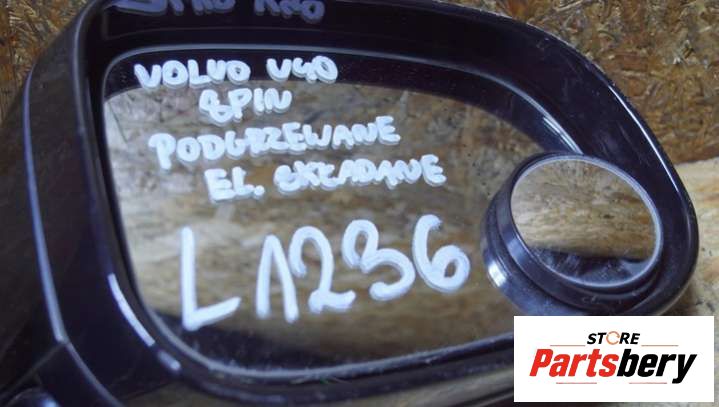 VOLVO V40
8PIN
PODGRZEWANE
EL. SKŁADANE
L1236
STORE
Partsbery